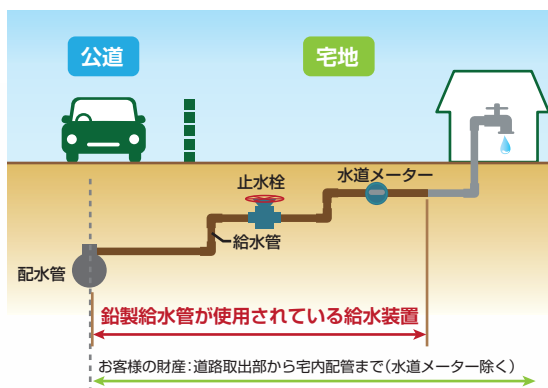 公道
宅地
水道メーター
止水栓
給水管
配水管
鉛製給水管が使用されている給水装置
お客様の財産:道路取出部から宅内配管まで(水道メーター除く)